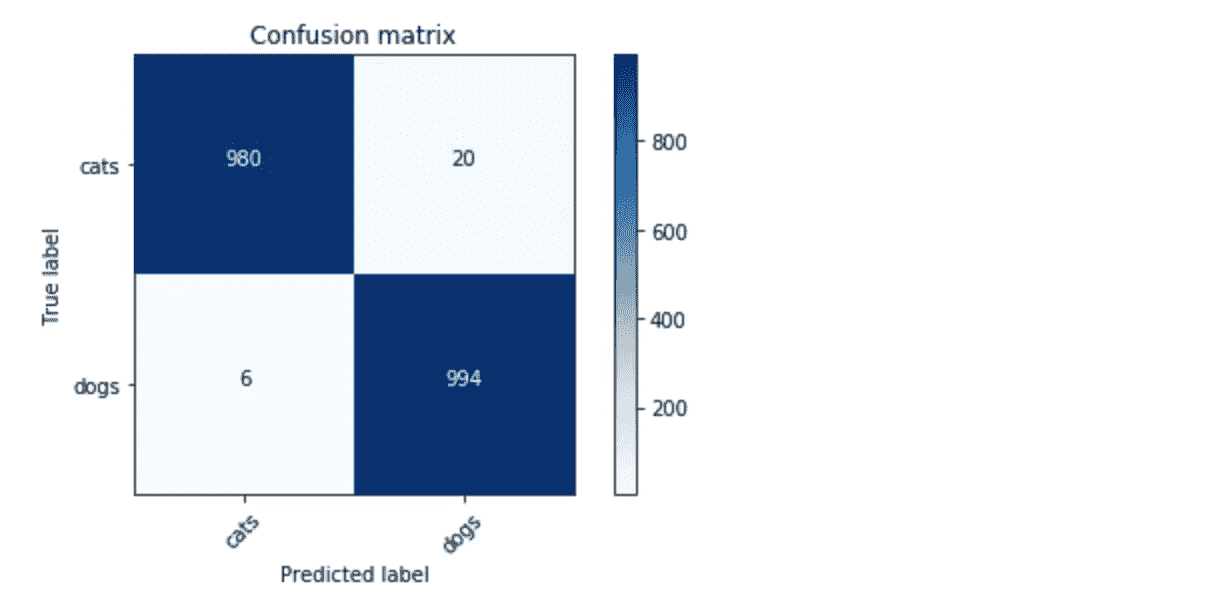 Confusion matrix
cats
980
20
True label
dogs
6
994
cats
dogs
Predicted label
800
600
400
200